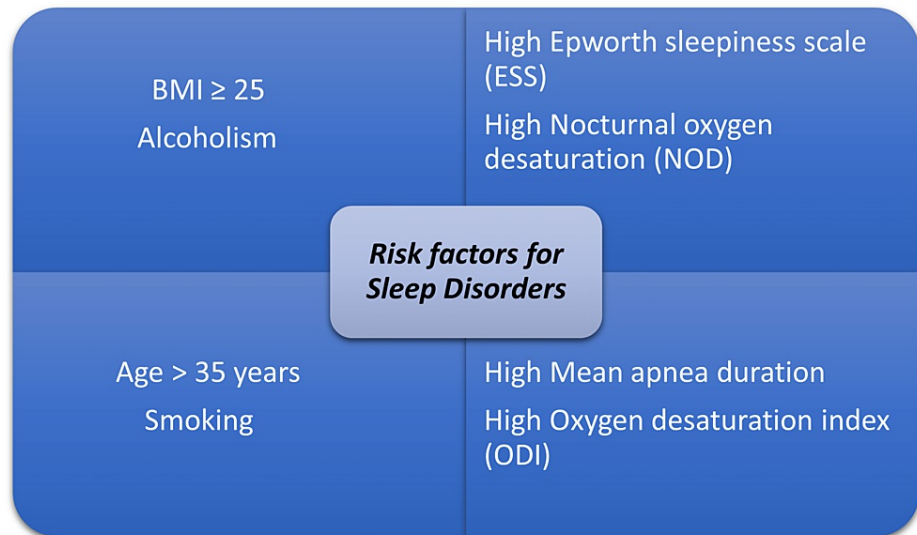 BMI ≥ 25
Alcoholism
High Epworth sleepiness scale
(ESS)
High Nocturnal oxygen
desaturation (NOD)
Risk factors for
Sleep Disorders
Age > 35 years
Smoking
High Mean apnea duration
High Oxygen desaturation index
(ODI)